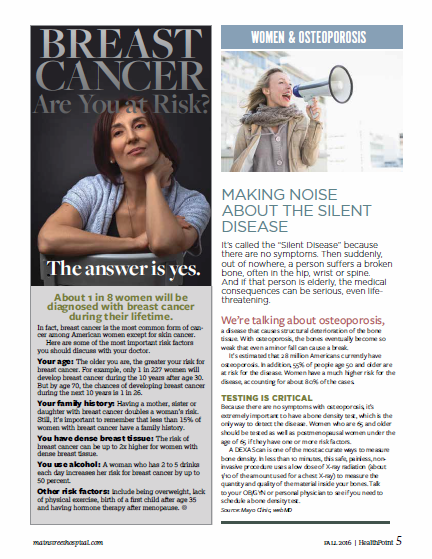 BREAST
CANCER
Are You at Risk?
The answer is yes.
About 1 in 8 women will be
diagnosed with breast cancer
during their lifetime.
In fact, breast cancer is the most common form of can-
cer among American women except for skin cancer.
Here are some of the most important risk factors
you should discuss with your doctor.
Your age: The older you are, the greater your risk for
breast cancer. For example, only 1 in 227 women will
develop breast cancer during the 10 years after age 30.
But by age 70, the chances of developing breast cancer
during the next 10 years is 1 in 26.
Your family history: Having a mother, sister or
daughter with breast cancer doubles a woman's risk.
Still, it's important to remember that less than 15% of
women with breast cancer have a family history.
You have dense breast tissue: The risk of
breast cancer can be up to 2x higher for women with
dense breast tissue.
You use alcohol: A woman who has 2 to 5 drinks
each day increases her risk for breast cancer by up to
50 percent.
Other risk factors: Include being overweight, lack
of physical exercise, birth of a first child after age 35
and having hormone therapy after menopause.
WOMEN & OSTEOPOROSIS
MAKING NOISE
ABOUT THE SILENT
DISEASE
It's called the "Silent Disease" because
there are no symptoms. Then suddenly,
out of nowhere, a person suffers a broken
bone, often in the hip, wrist or spine.
And if that person is elderly, the medical
consequences can be serious, even life-
threatening.
We're talking about osteoporosis,
a disease that causes structural deterioration of the bone
tissue. With osteoporosis, the bones eventually become so
weak that even a minor fall can cause a break.
It's estimated that 28 million Americans currently have
osteoporosis. In addition, 55% of people age 50 and older are
at risk for the disease. Women have a much higher risk for the
disease, accounting for about 80% of the cases.
TESTING IS CRITICAL
Because there are no symptoms with osteoporosis, it's
extremely important to have a bone density test, which is the
only way to detect the disease. Women who are 65 and older
should be tested as well as postmenopausal women under the
age of 65 if they have one or more risk factors.
A DEXA Scan is one of the most accurate ways to measure
bone density. In less than 10 minutes, this safe, painless, non-
invasive procedure uses a low dose of X-ray radiation (about
1/10 of the amount used for a chest X-ray) to measure the
quantity and quality of the material inside your bones. Talk
to your OB/GYN or personal physician to see if you need to
schedule a bone density test.
Source: Mayo Clinic, webMD
mainstreethospital.com
FALL 2016 | HealthPoint 5